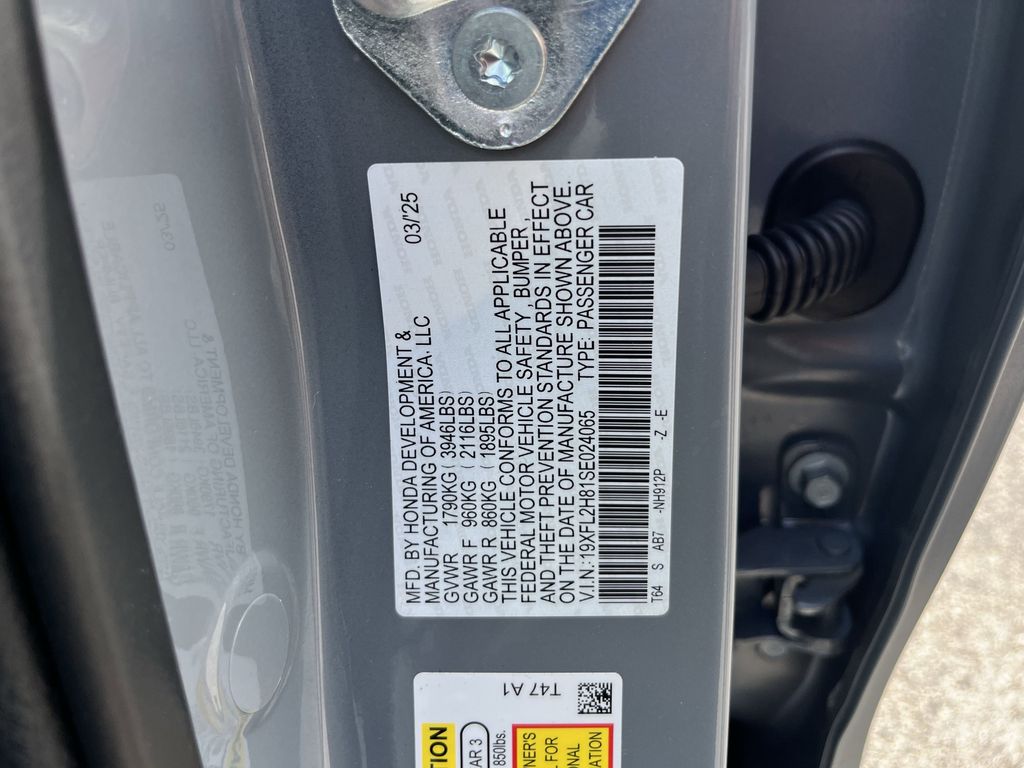 MFD. BY HONDA DEVELOPMENT &
MANUFACTURING OF AMERICA. LLC 03/'25
GVWR 1790KG ( 3946LBS)
GAWR F 960KG ( 2116LBS)
GAWR R 860KG ( 1895LBS)
THIS VEHICLE CONFORMS TO ALL APPLICABLE
FEDERAL MOTOR VEHICLE SAFETY, BUMPER,
AND THEFT PREVENTION STANDARDS IN EFFECT
ON THE DATE OF MANUFACTURE SHOWN ABOVE.
V.I.N: 19XFL2H81SE024065 TYPE: PASSENGER CAR
T64 S AB7 -NH912P -Z -E
T47 A1
850lbs.